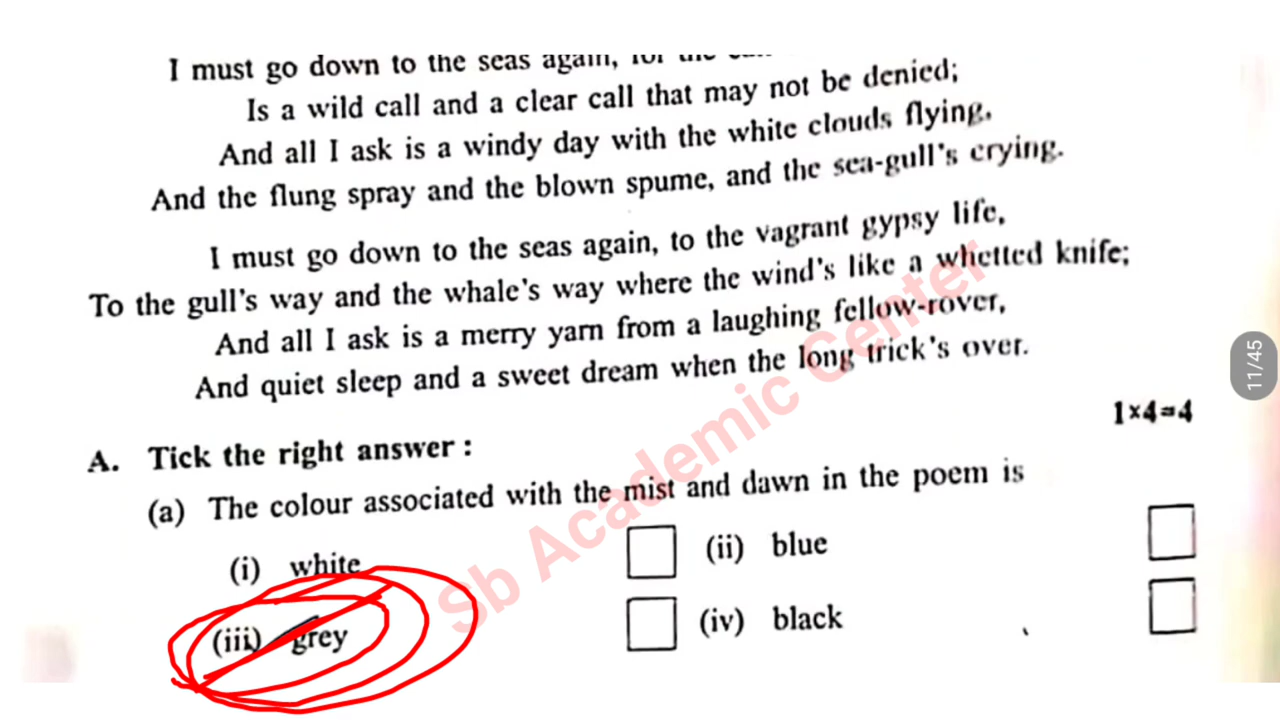 I must go down to the seas again, for the
Is a wild call and a clear call that may not be denied;
And all I ask is a windy day with the white clouds flying,
And the flung spray and the blown spume, and the sea-gull's crying.
I must go down to the seas again, to the vagrant gypsy life,
To the gull's way and the whale's way where the wind's like a whetted knife;
And all I ask is a merry yarn from a laughing fellow-rover,
And quiet sleep and a sweet dream when the long trick's over.
1×4=4
A. Tick the right answer :
(a) The colour associated with the mist and dawn in the poem is
(i) white (ii) blue
(iii) grey (iv) black
Sb Academic Center
11/45